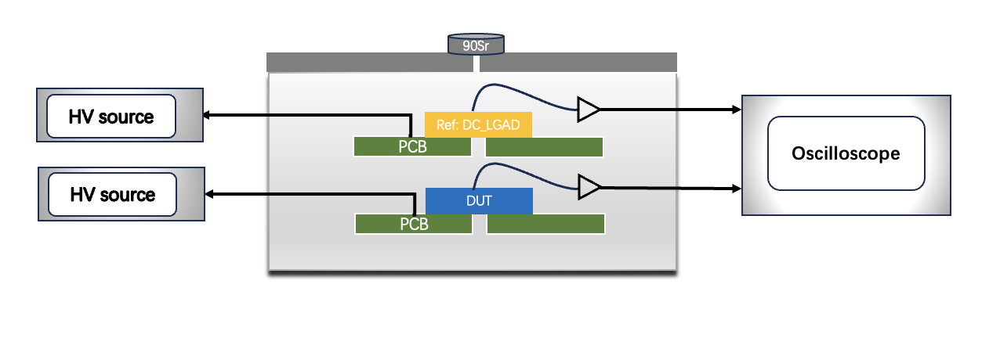 90Sr
HV source
Ref: DC_LGAD
PCB
Oscilloscope
HV source
DUT
PCB